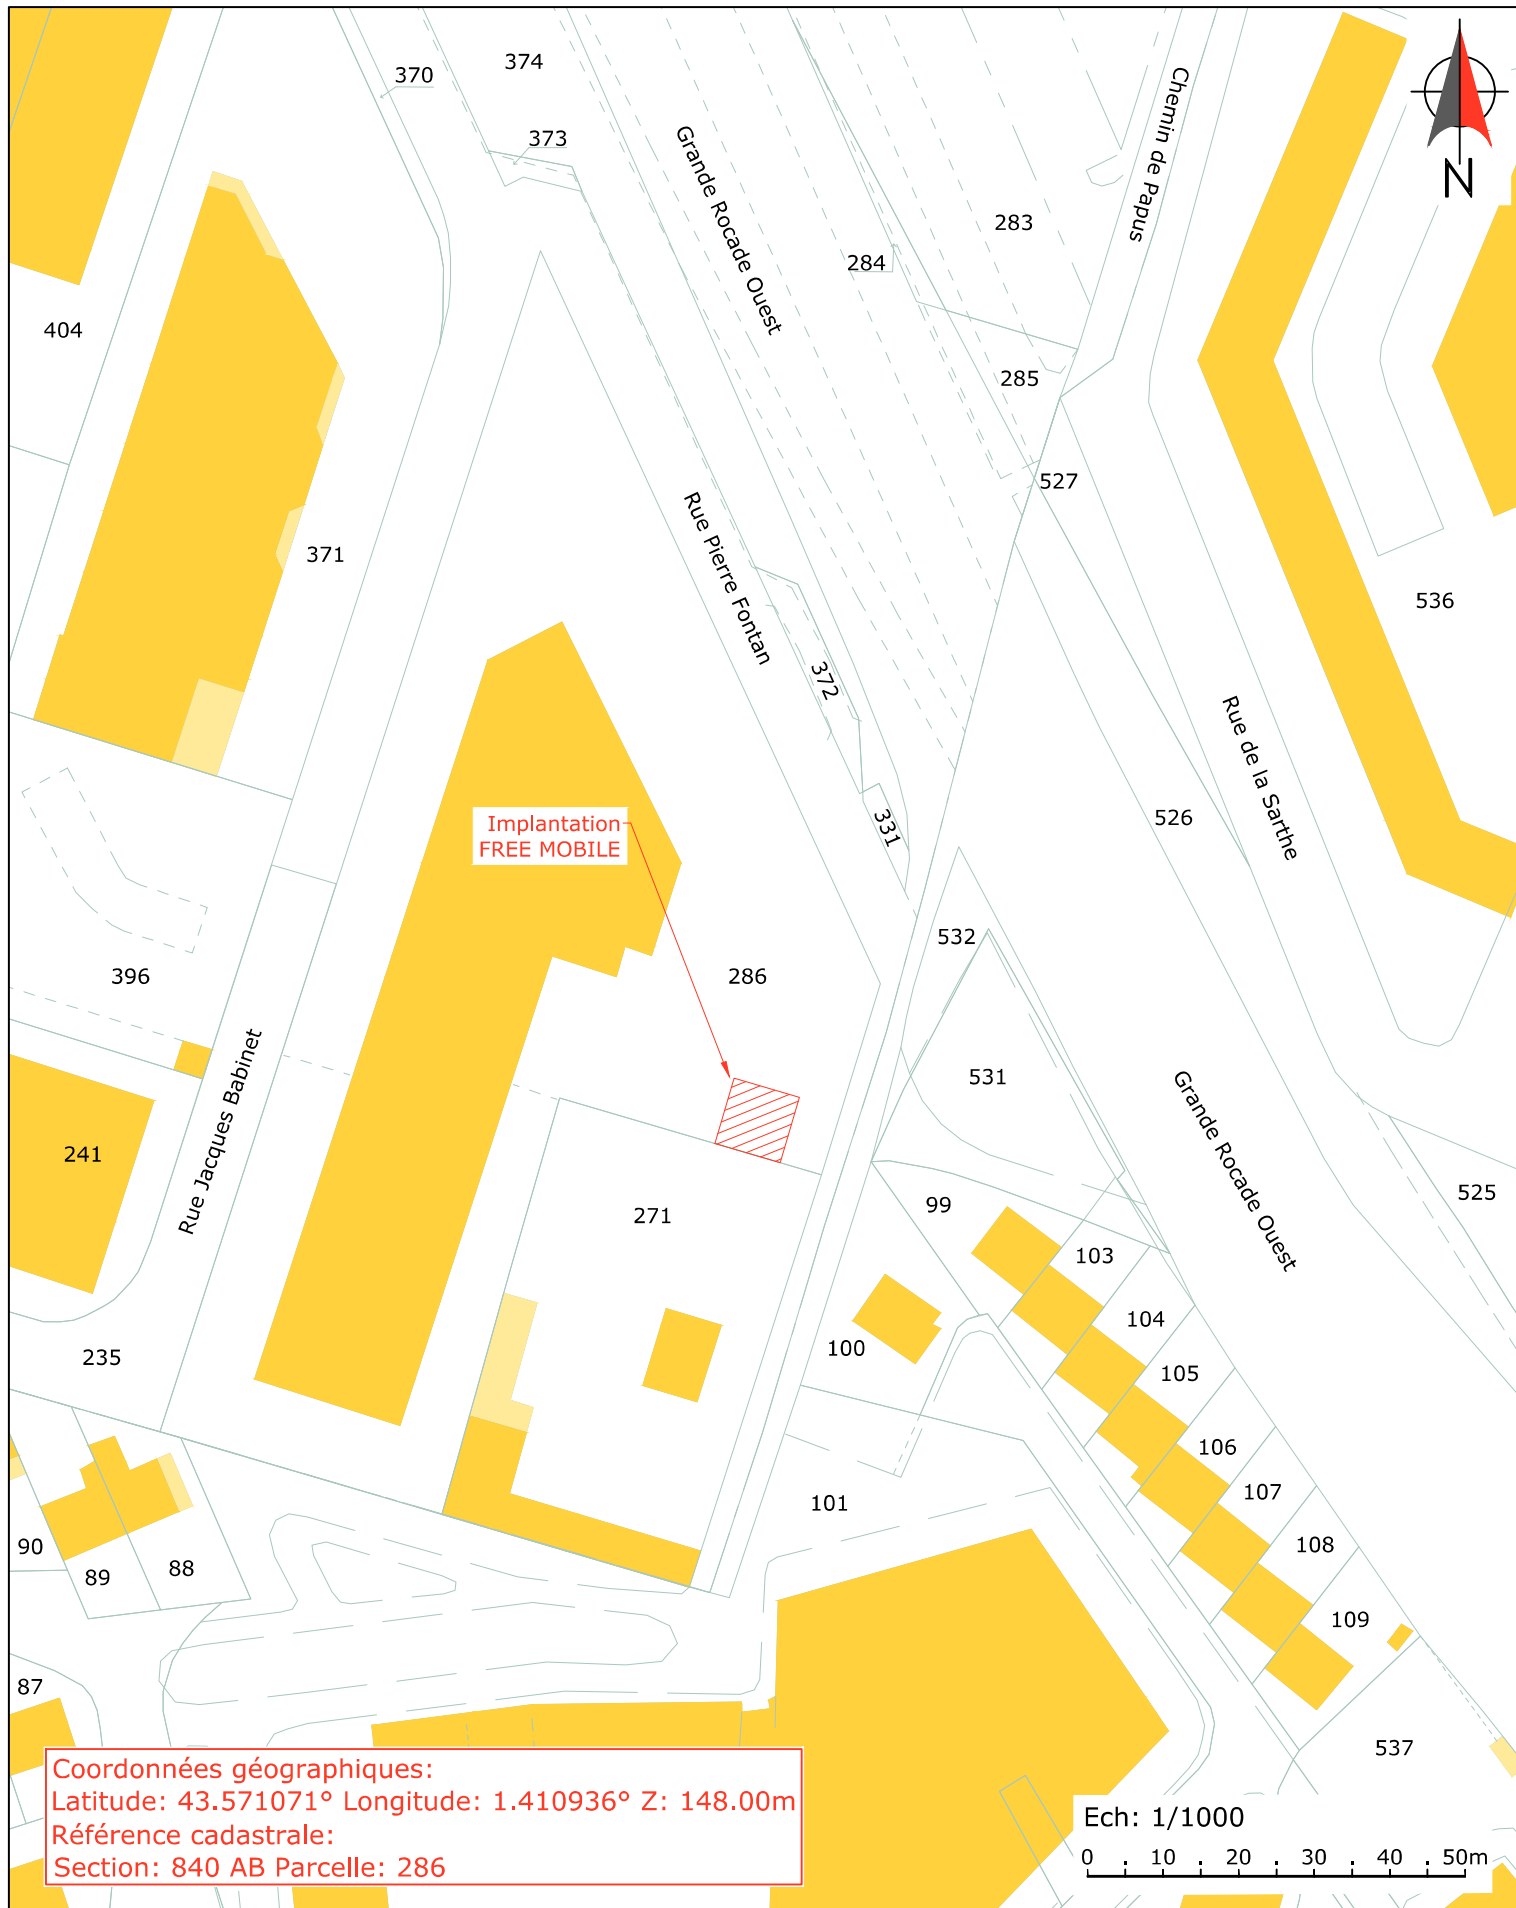 374
370
373
Grande Rocade Ouest
Chemin de Papus
N
283
284
404
285
527
Rue Pierre Fontan
371
536
372
Rue de la Sarthe
Implantation
FREE MOBILE
331
526
532
396
286
531
Rue Jacques Babinet
Grande Rocade Ouest
241
525
99
271
103
104
100
235
105
106
107
101
108
90
89
88
109
87
537
Coordonnées géographiques:
Latitude: 43.571071° Longitude: 1.410936° Z: 148.00m
Référence cadastrale:
Section: 840 AB Parcelle: 286
Ech: 1/1000
0 10 20 30 40 50m